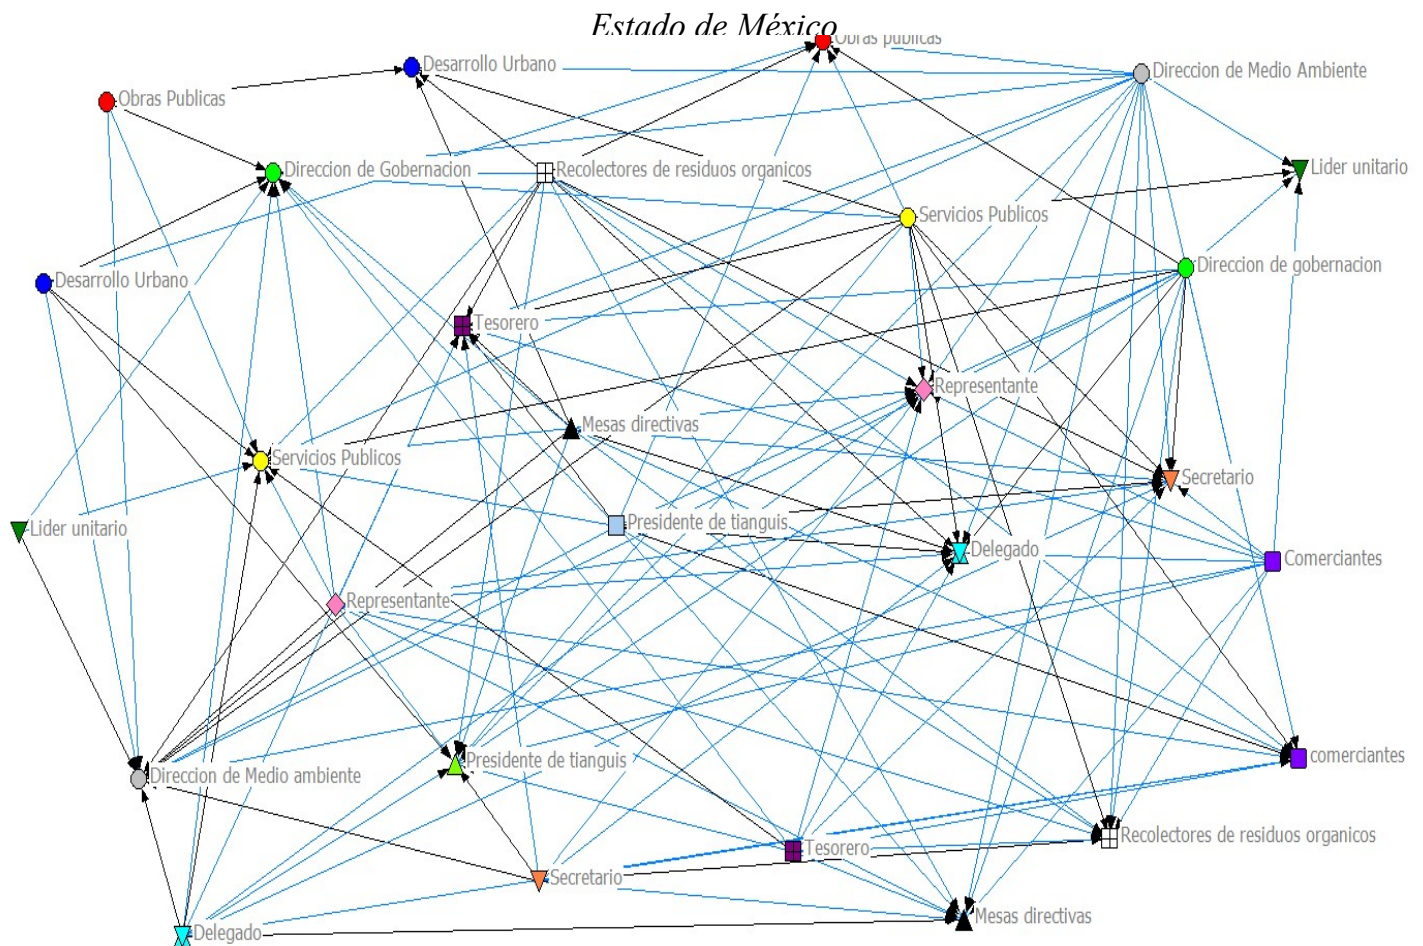 Estado de México
Obras publicas
Desarrollo Urbano
Direccion de Medio Ambiente
Obras Publicas
Direccion de Gobernacion
Recolectores de residuos organicos
Lider unitario
Servicios Publicos
Direccion de gobernacion
Desarrollo Urbano
Tesorero
Representante
Mesas directivas
Servicios Publicos
Secretario
Presidente de tianguis
Lider unitario
Delegado
Comerciantes
Representante
Presidente de tianguis
comerciantes
Direccion de Medio ambiente
Recolectores de residuos organicos
Tesorero
Secretario
Mesas directivas
Delegado